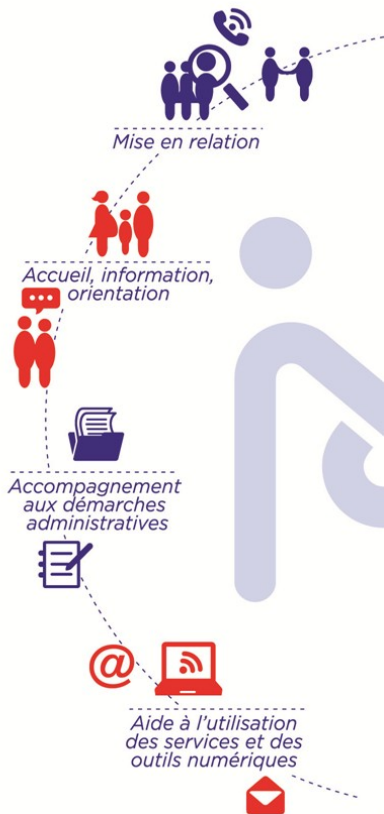 Mise en relation
Accueil, information,
orientation
Accompagnement
aux démarches
administratives
@
Aide à l'utilisation
des services et des
outils numériques